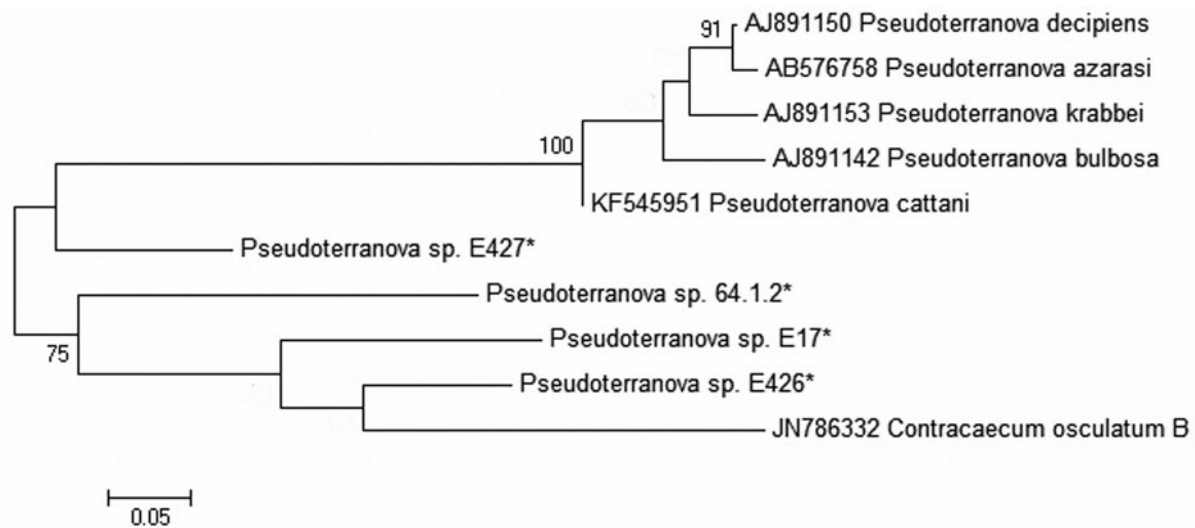 91
AJ891150 Pseudoterranova decipiens
AB576758 Pseudoterranova azarasi
AJ891153 Pseudoterranova krabbei
100
AJ891142 Pseudoterranova bulbosa
KF545951 Pseudoterranova cattani
Pseudoterranova sp. E427*
Pseudoterranova sp. 64.1.2*
75
Pseudoterranova sp. E17*
Pseudoterranova sp. E426*
JN786332 Contracaecum osculatum B
0.05